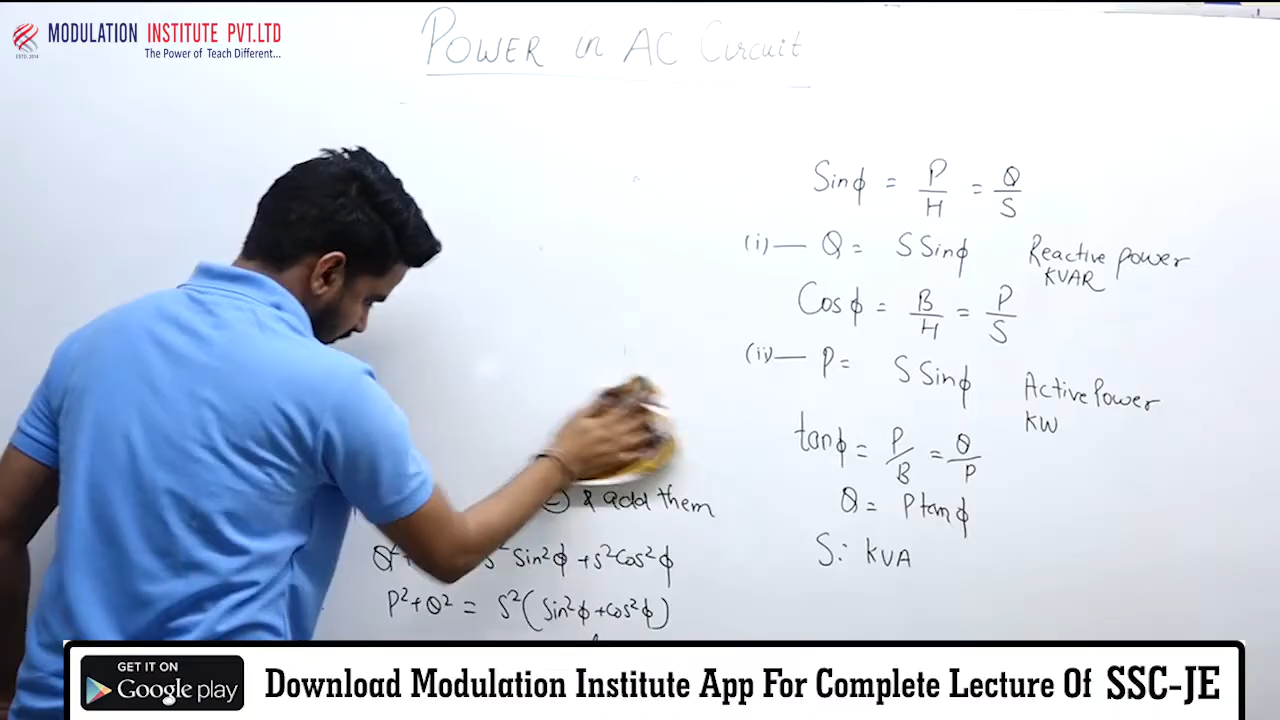 MODULATION INSTITUTE PVT.LTD
The Power of Teach Different...
ESTD. 2014
POWER in AC Circuit
Sinφ = P/H = Q/S
(i) — Q = S Sinφ Reactive power
KVAR
Cosφ = B/H = P/S
(ii) — P = S Sinφ Active Power
KW
tanφ = P/B = Q/P
Q = P tanφ
S: KVA
& add them
Sin²φ + S²Cos²φ
P² + Q² = S²(Sin²φ + Cos²φ)
GET IT ON
Google play
Download Modulation Institute App For Complete Lecture Of SSC-JE